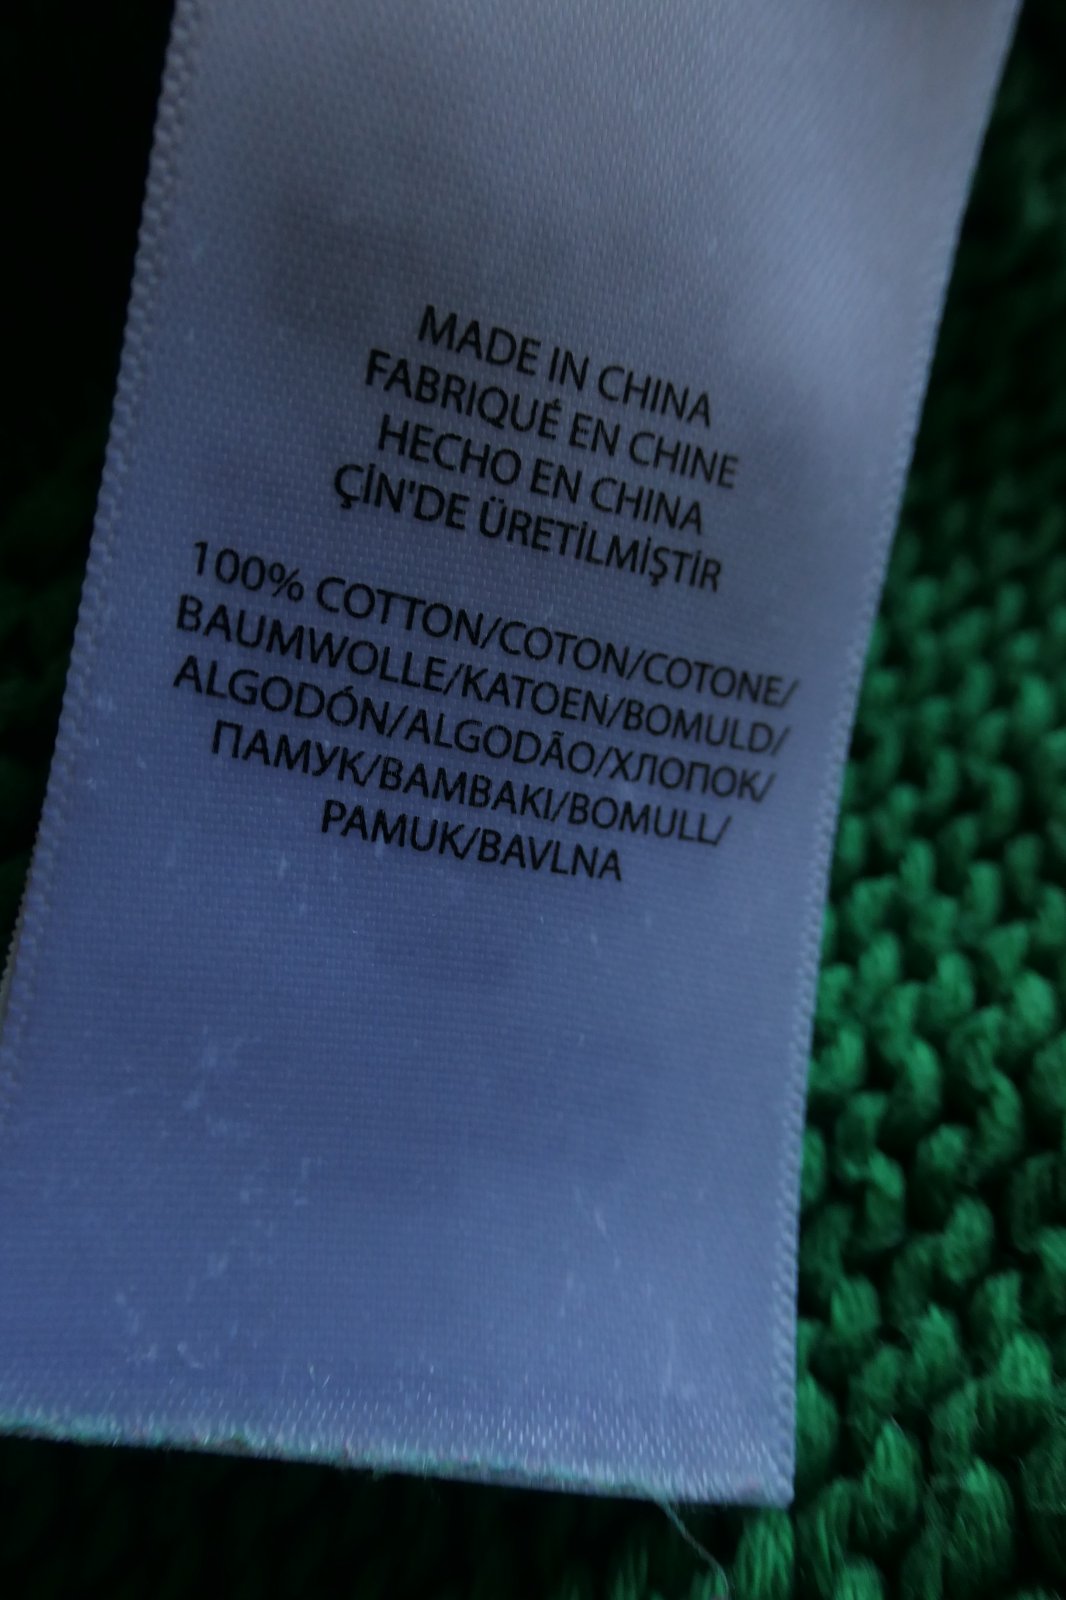 MADE IN CHINA
FABRIQUÉ EN CHINE
HECHO EN CHINA
ÇİN'DE ÜRETİLMİŞTİR
100% COTTON/COTON/COTONE/
BAUMWOLLE/KATOEN/BOMULD/
ALGODÓN/ALGODÃO/ХЛОПОК/
ПАМУК/BAMBAKI/BOMULL/
PAMUK/BAVLNA